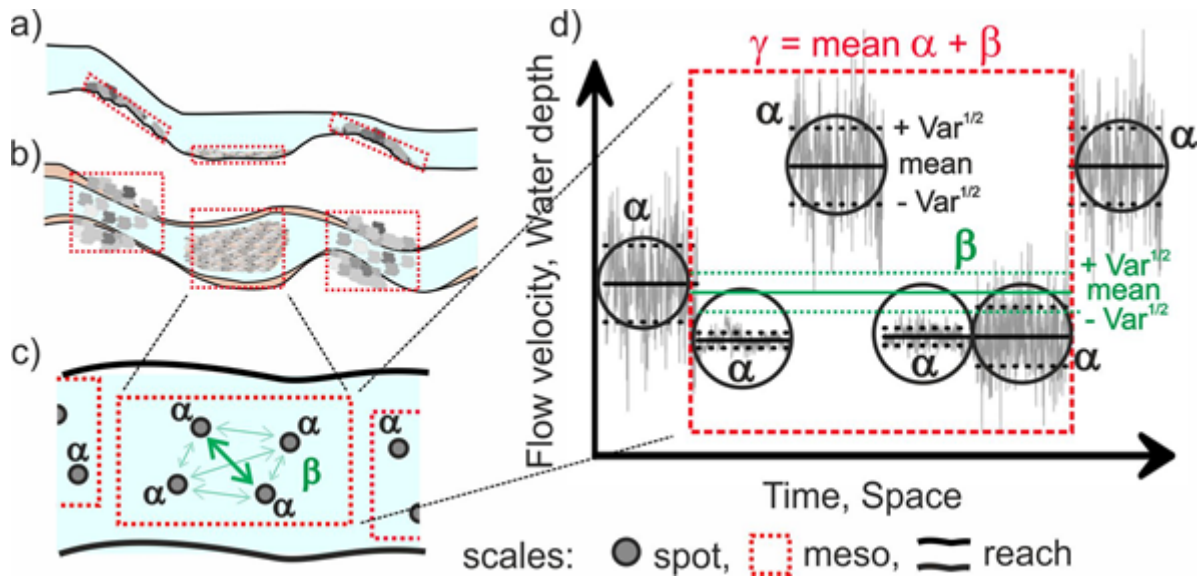 a)
b)
c)
α
α
α
α
α
α
β
d)
γ = mean α + β
Flow velocity, Water depth
α
α
+ Var1/2
mean
- Var1/2
α
β
+ Var1/2
mean
- Var1/2
α
α
α
Time, Space
scales: spot, meso, reach